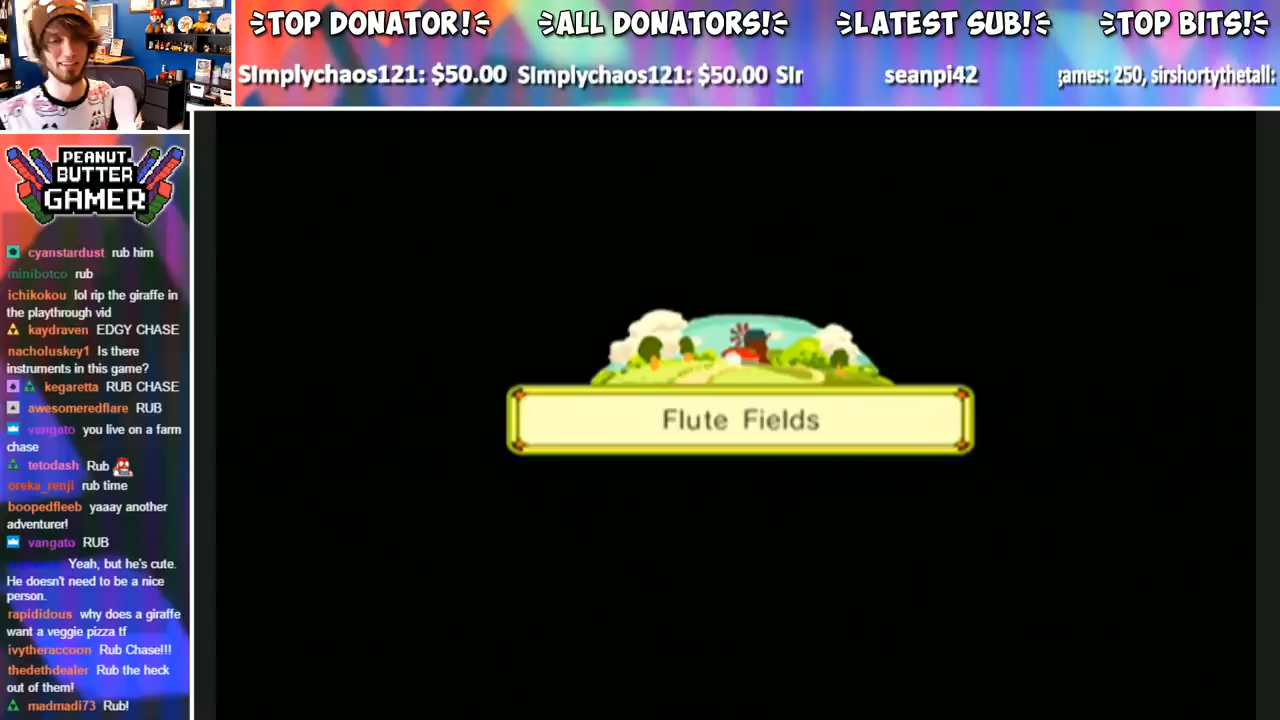 TOP DONATOR!
ALL DONATORS!
LATEST SUB!
TOP BITS!
SImplychaos121: $50.00
SImplychaos121: $50.00 SIr
seanpi42
games: 250, sirshortythetall:
PEANUT
BUTTER
GAMER
cyanstardust rub him
minibotco rub
ichikokou lol rip the giraffe in
the playthrough vid
kaydraven EDGY CHASE
nacholuskey1 Is there
instruments in this game?
kegaretta RUB CHASE
awesomeredflare RUB
vangato you live on a farm
chase
tetodash Rub
oreka_renji rub time
boopedfleeb yaaay another
adventurer!
vangato RUB
Yeah, but he's cute.
He doesn't need to be a nice
person.
rapididous why does a giraffe
want a veggie pizza tf
ivytheraccoon Rub Chase!!!
thedethdealer Rub the heck
out of them!
madmadi73 Rub!
Flute Fields